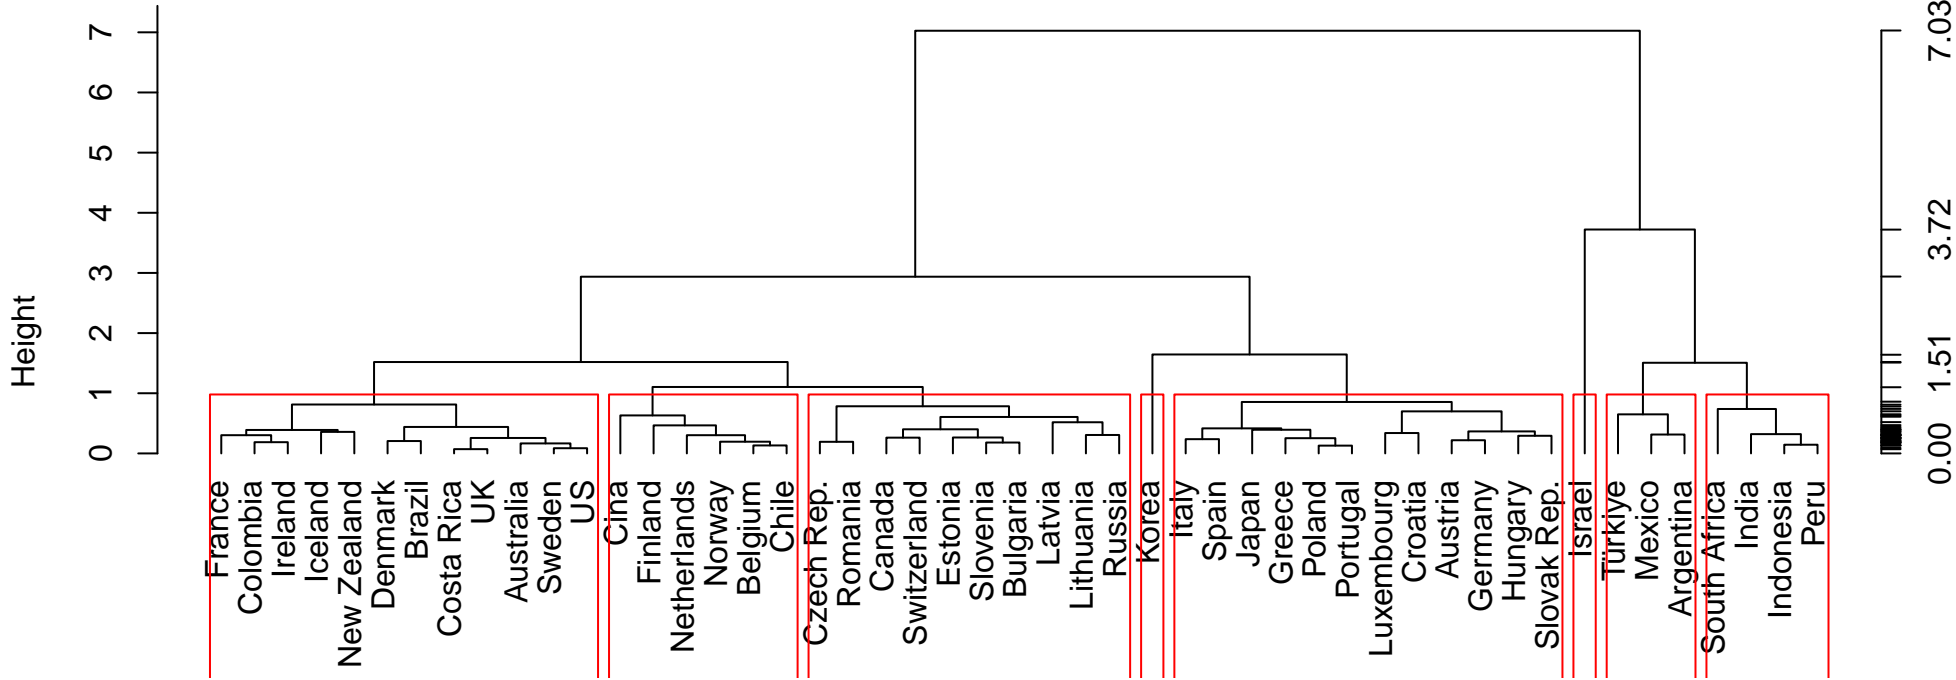 Height
7
6
5
4
3
2
1
0
France
Colombia
Ireland
Iceland
New Zealand
Denmark
Brazil
Costa Rica
UK
Australia
Sweden
US
Cina
Finland
Netherlands
Norway
Belgium
Chile
Czech Rep.
Romania
Canada
Switzerland
Estonia
Slovenia
Bulgaria
Latvia
Lithuania
Russia
Korea
Italy
Spain
Japan
Greece
Poland
Portugal
Luxembourg
Croatia
Austria
Germany
Hungary
Slovak Rep.
Israel
Türkiye
Mexico
Argentina
South Africa
India
Indonesia
Peru
7.03
3.72
1.51
0.00